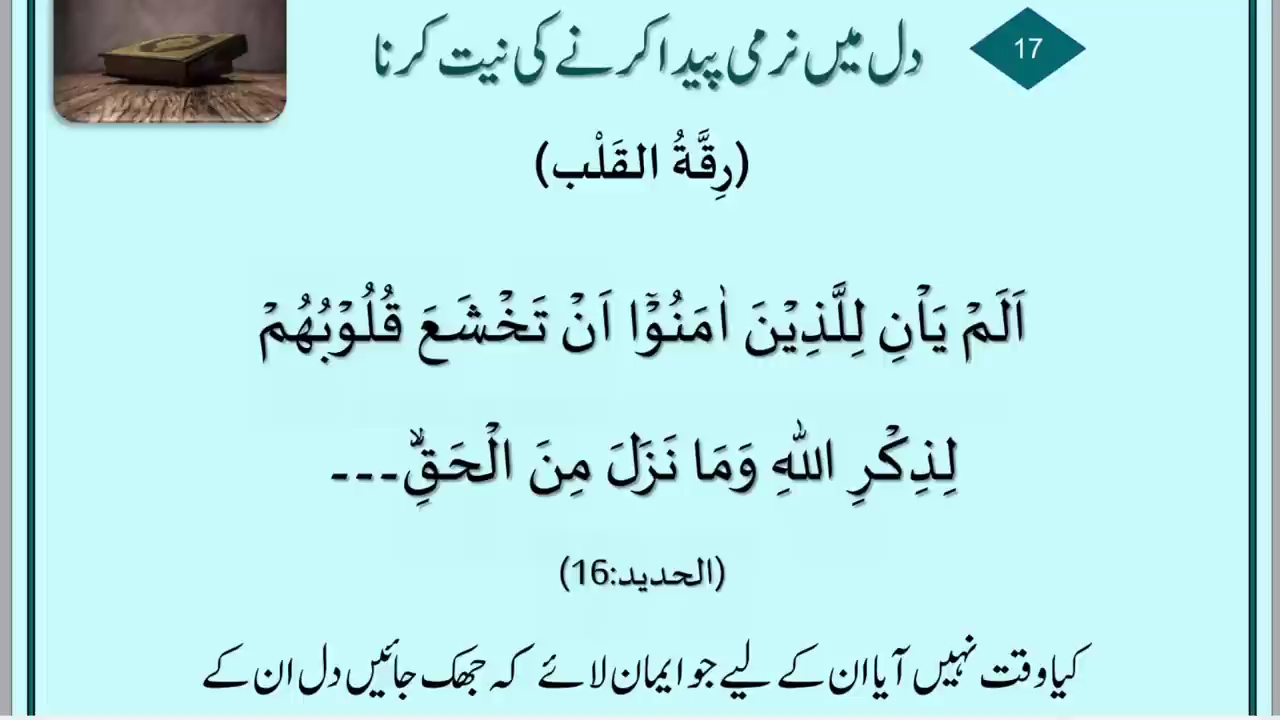 17
دل میں نرمی پیدا کرنے کی نیت کرنا
(رِقَّةُ القَلْب)
اَلَمْ يَاْنِ لِلَّذِيْنَ اٰمَنُوْۤا اَنْ تَخْشَعَ قُلُوْبُهُمْ
لِذِكْرِ اللّٰهِ وَمَا نَزَلَ مِنَ الْحَقِّۙ۔۔۔
(الحديد:16)
کیا وقت نہیں آیا ان کے لیے جو ایمان لائے کہ جھک جائیں دل ان کے